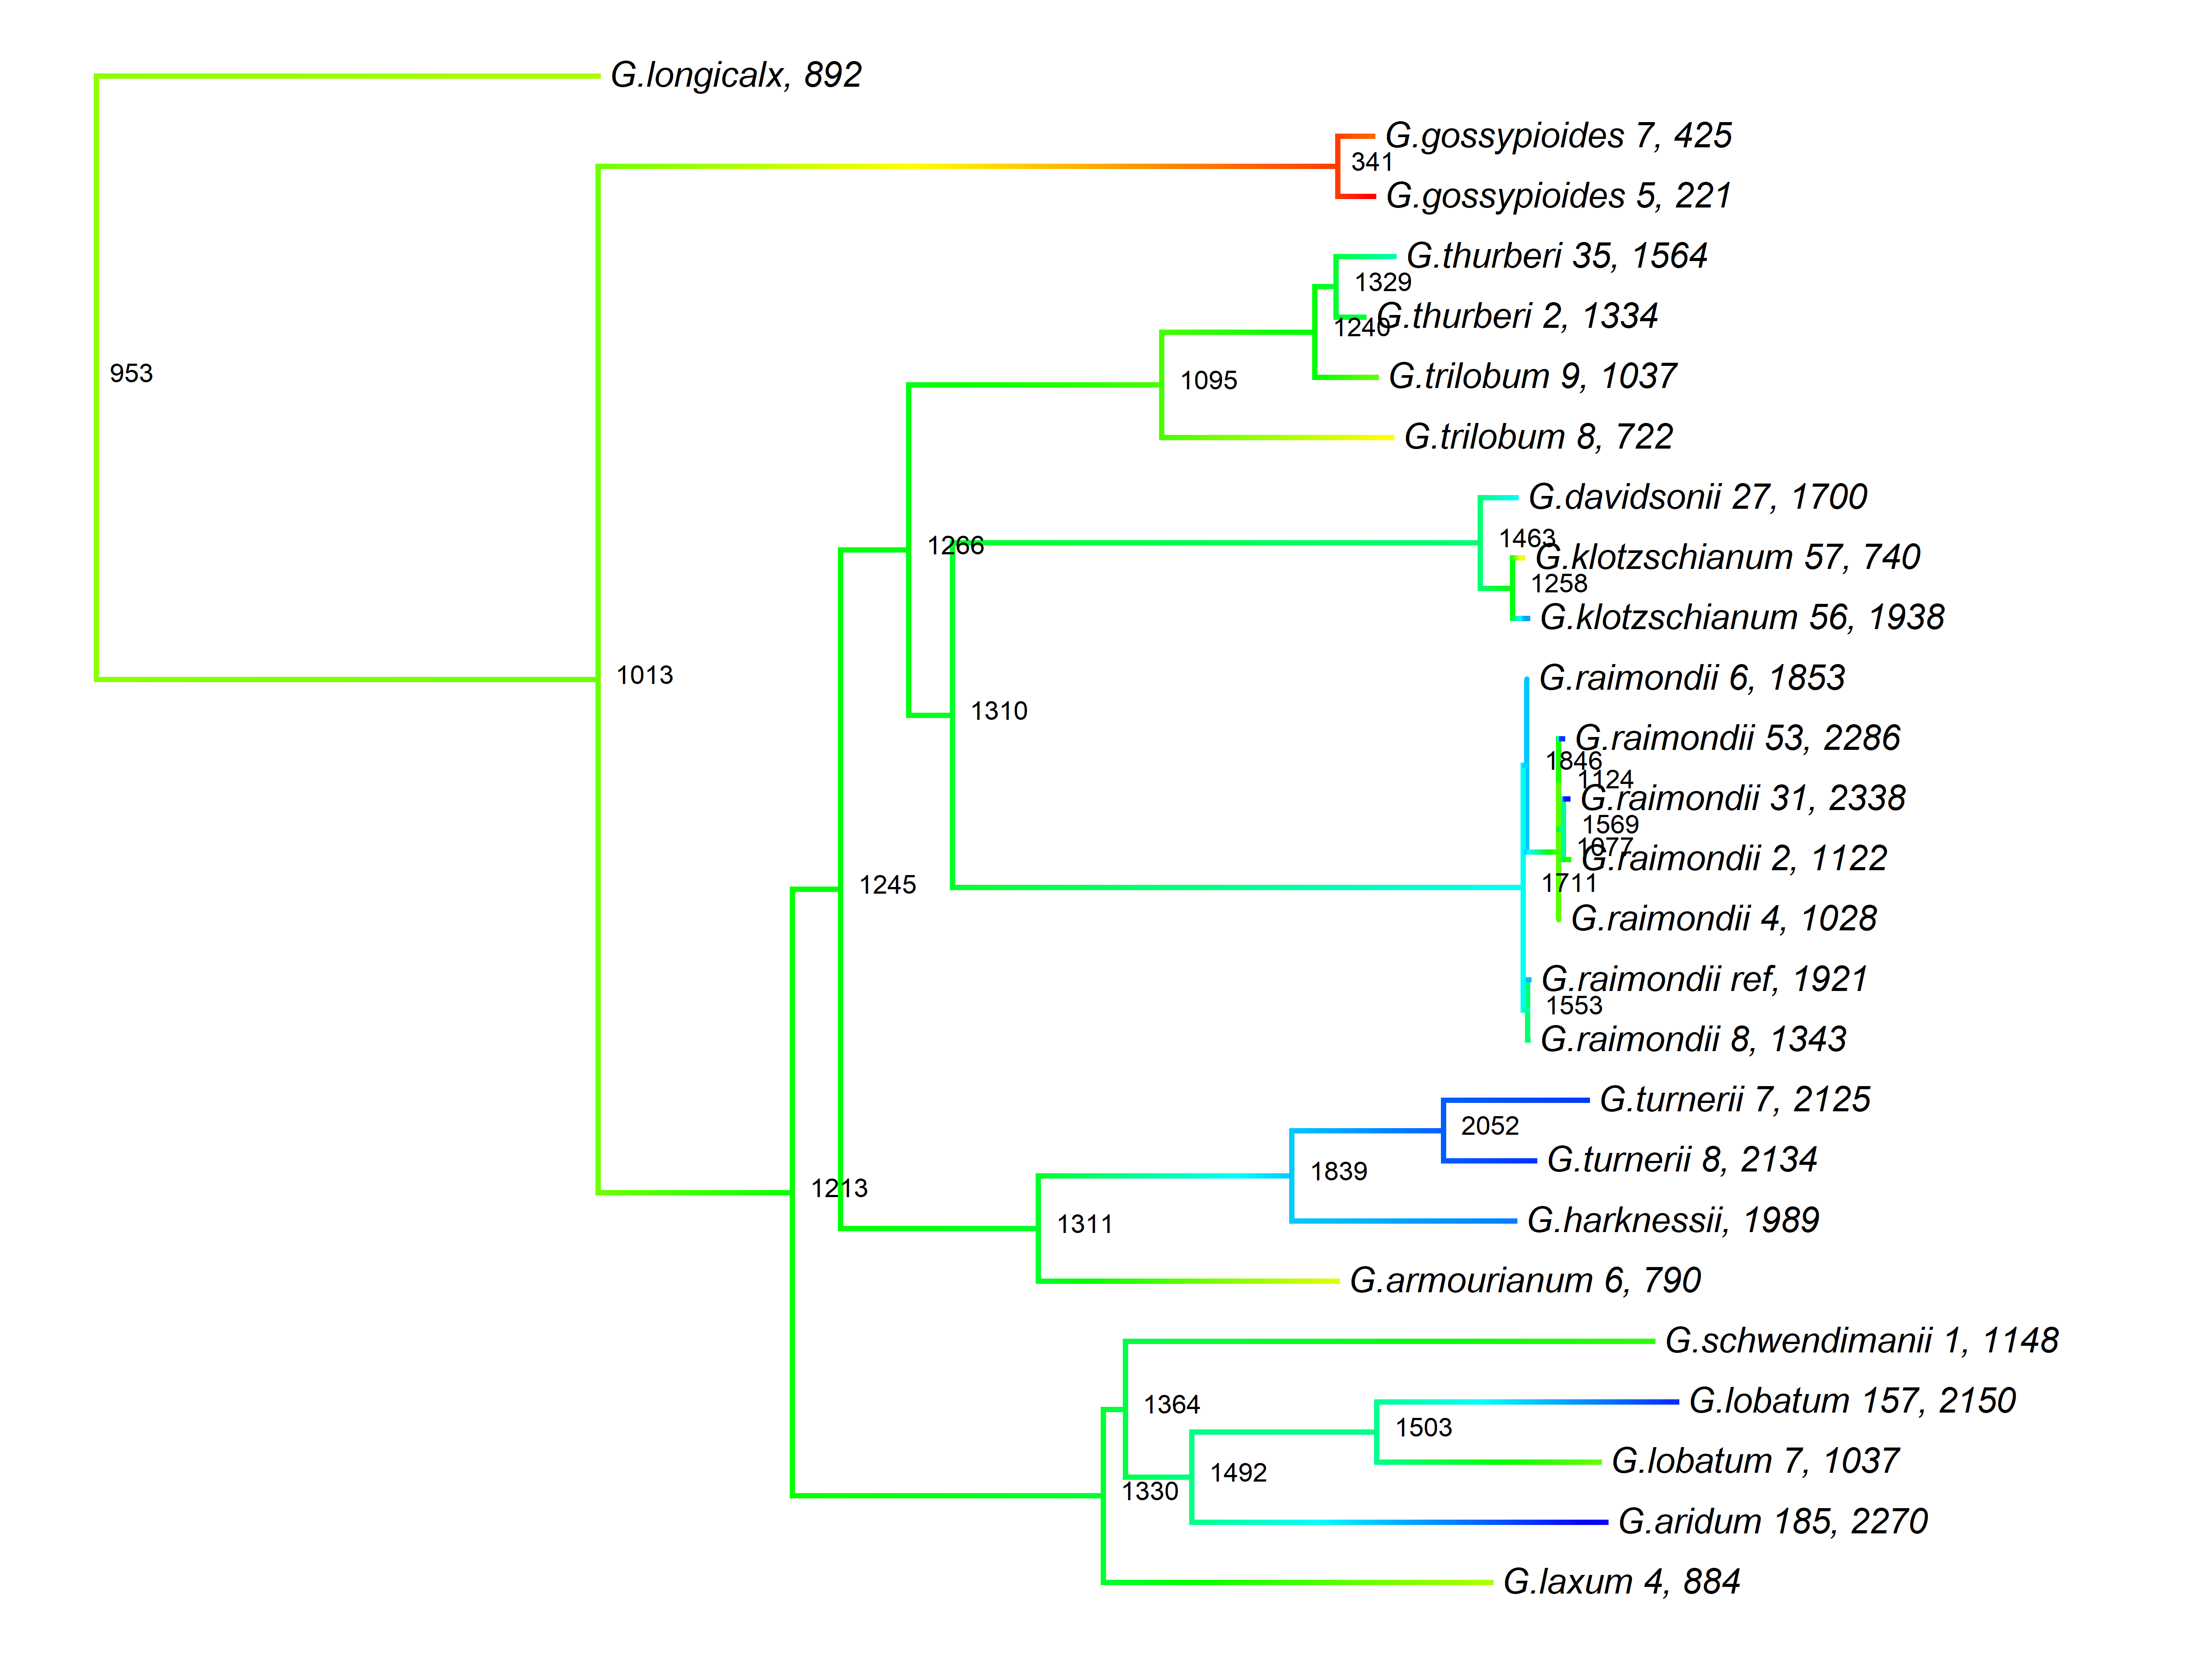 G.longicalx, 892
G.gossypioides 7, 425
341
G.gossypioides 5, 221
G.thurberi 35, 1564
1329
G.thurberi 2, 1334
1240
953
G.trilobum 9, 1037
1095
G.trilobum 8, 722
G.davidsonii 27, 1700
1463
1266
G.klotzschianum 57, 740
1258
G.klotzschianum 56, 1938
1013
G.raimondii 6, 1853
1310
G.raimondii 53, 2286
1846
1124
G.raimondii 31, 2338
1569
1077
G.raimondii 2, 1122
1711
1245
G.raimondii 4, 1028
G.raimondii ref, 1921
1553
G.raimondii 8, 1343
G.turnerii 7, 2125
2052
G.turnerii 8, 2134
1839
1213
G.harknessii, 1989
1311
G.armourianum 6, 790
G.schwendimanii 1, 1148
G.lobatum 157, 2150
1364
1503
G.lobatum 7, 1037
1492
1330
G.aridum 185, 2270
G.laxum 4, 884